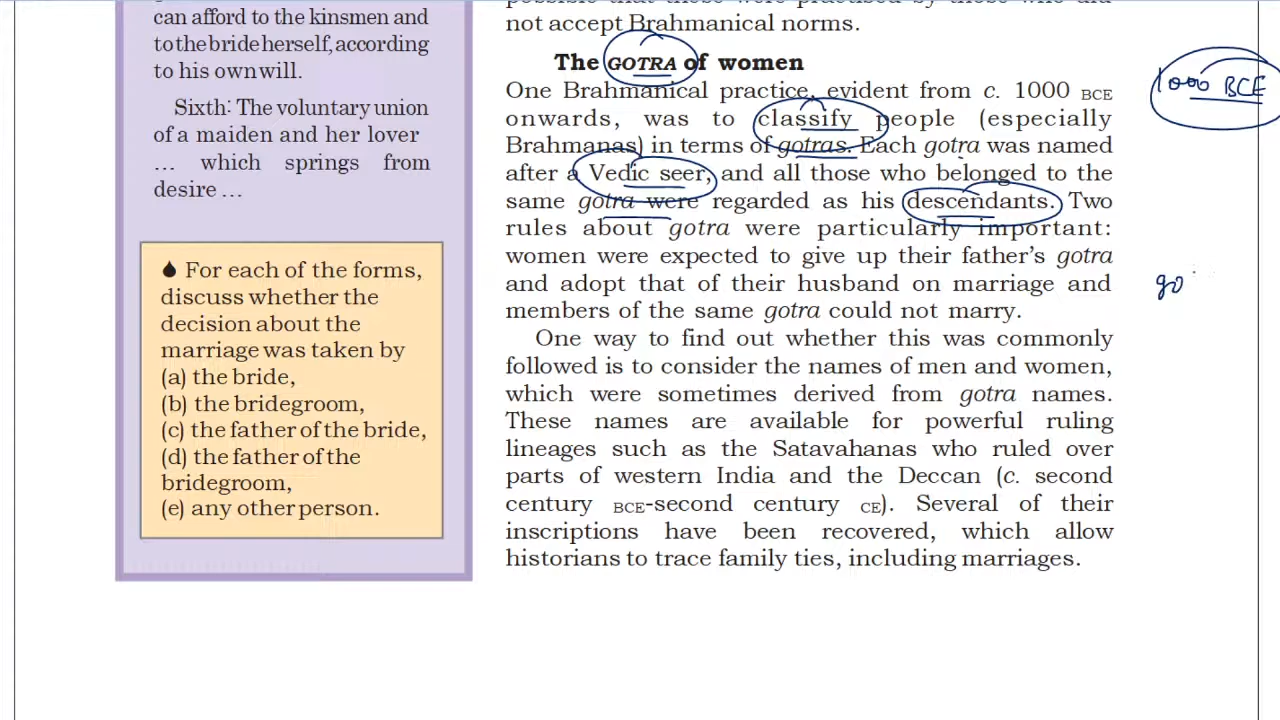 can afford to the kinsmen and
to the bride herself, according
to his own will.
Sixth: The voluntary union
of a maiden and her lover
… which springs from
desire …
For each of the forms,
discuss whether the
decision about the
marriage was taken by
(a) the bride,
(b) the bridegroom,
(c) the father of the bride,
(d) the father of the
bridegroom,
(e) any other person.
not accept Brahmanical norms.
The GOTRA of women
One Brahmanical practice, evident from c. 1000 BCE
onwards, was to classify people (especially
Brahmanas) in terms of gotras. Each gotra was named
after a Vedic seer, and all those who belonged to the
same gotra were regarded as his descendants. Two
rules about gotra were particularly important:
women were expected to give up their father's gotra
and adopt that of their husband on marriage and
members of the same gotra could not marry.
One way to find out whether this was commonly
followed is to consider the names of men and women,
which were sometimes derived from gotra names.
These names are available for powerful ruling
lineages such as the Satavahanas who ruled over
parts of western India and the Deccan (c. second
century BCE-second century CE). Several of their
inscriptions have been recovered, which allow
historians to trace family ties, including marriages.
1000 BCE
go